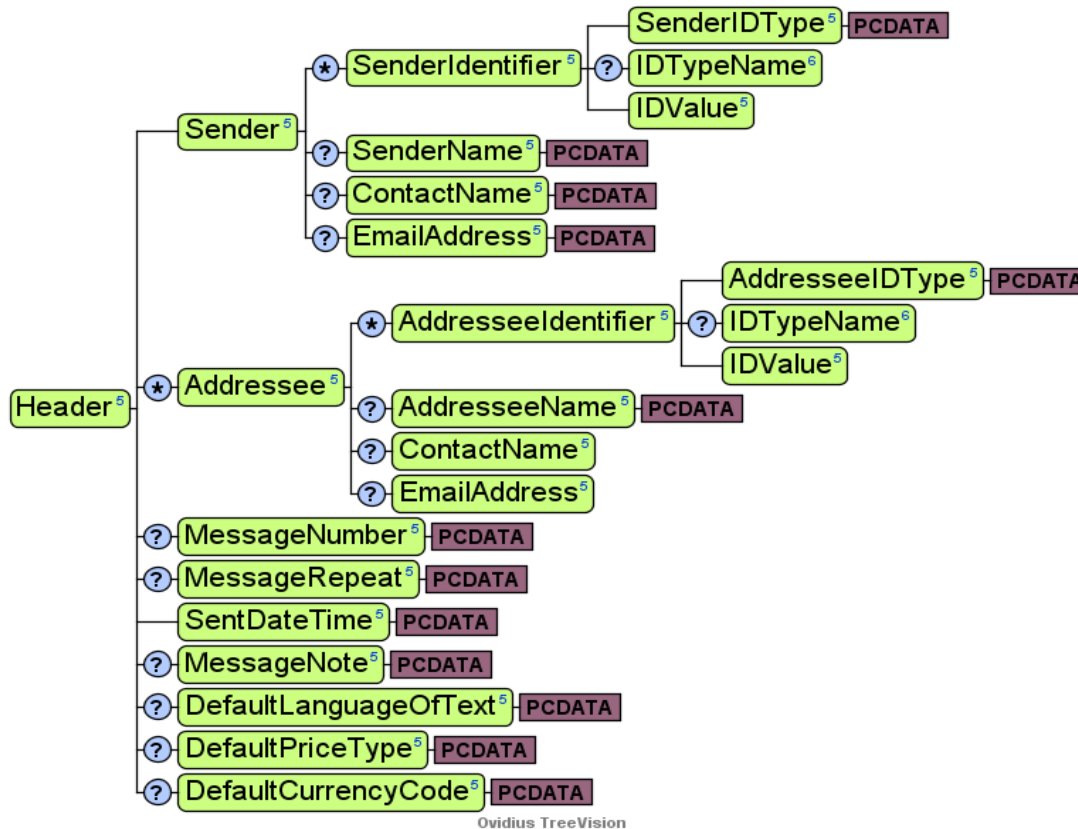 SenderIDType5 PCDATA
* SenderIdentifier5 ? IDTypeName6
IDValue5
Sender5
? SenderName5 PCDATA
? ContactName5 PCDATA
? EmailAddress5 PCDATA
AddresseeIDType5 PCDATA
* AddresseeIdentifier5 ? IDTypeName6
IDValue5
* Addressee5
Header5
? AddresseeName5 PCDATA
? ContactName5
? EmailAddress5
? MessageNumber5 PCDATA
? MessageRepeat5 PCDATA
SentDateTime5 PCDATA
? MessageNote5 PCDATA
? DefaultLanguageOfText5 PCDATA
? DefaultPriceType5 PCDATA
? DefaultCurrencyCode5 PCDATA
Ovidius TreeVision